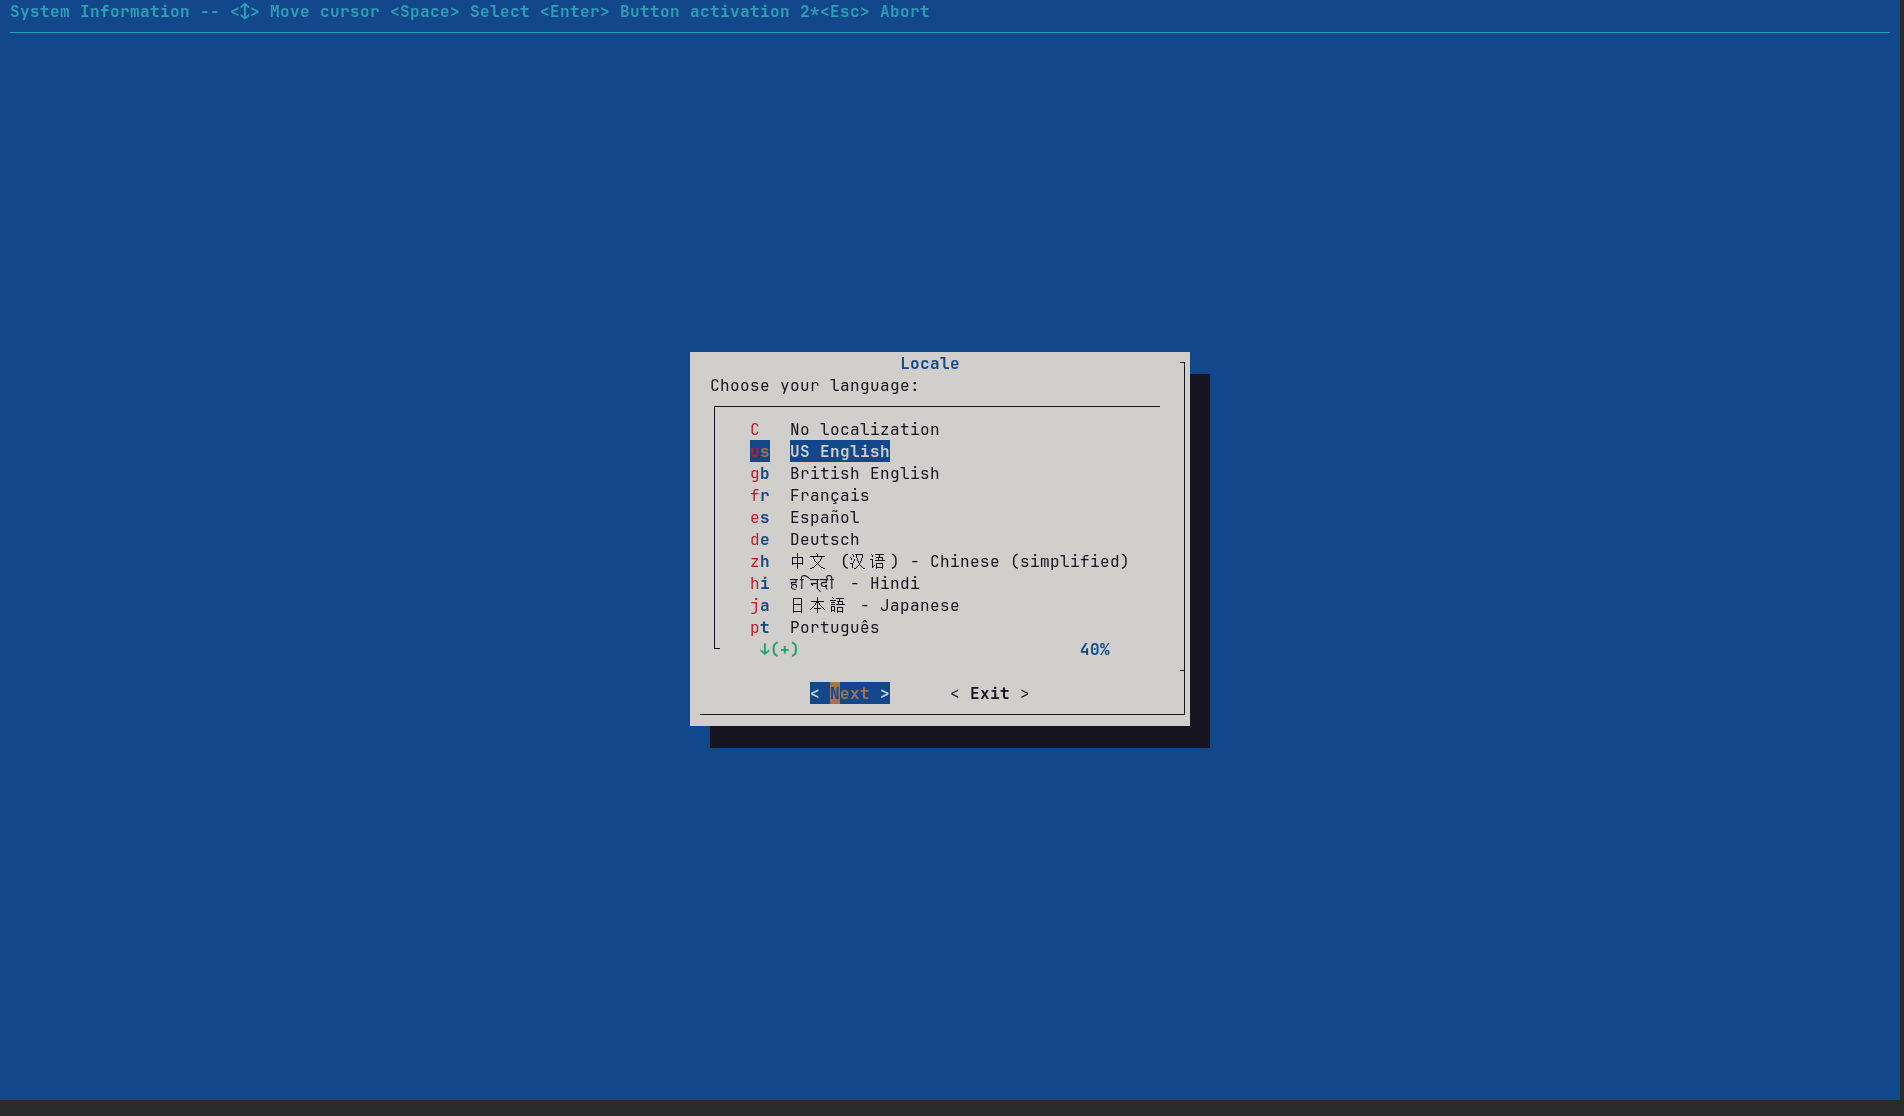 System Information -- <↕> Move cursor <Space> Select <Enter> Button activation 2*<Esc> Abort
Locale
Choose your language:
C No localization
us US English
gb British English
fr Français
es Español
de Deutsch
zh 中文 (汉语) - Chinese (simplified)
hi हिन्दी - Hindi
ja 日本語 - Japanese
pt Português
↓(+) 40%
< Next > < Exit >